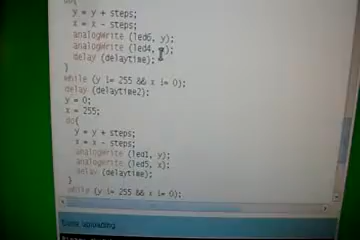 do{
y = y + steps;
x = x - steps;
analogWrite (led6, y);
analogWrite (led4, x);
delay (delaytime);
}
while (y != 255 && x != 0);
delay (delaytime2);
y = 0;
x = 255;
do{
y = y + steps;
x = x - steps;
analogWrite (led1, y);
analogWrite (led5, x);
delay (delaytime);
}
while (y != 255 && x != 0);
uploading